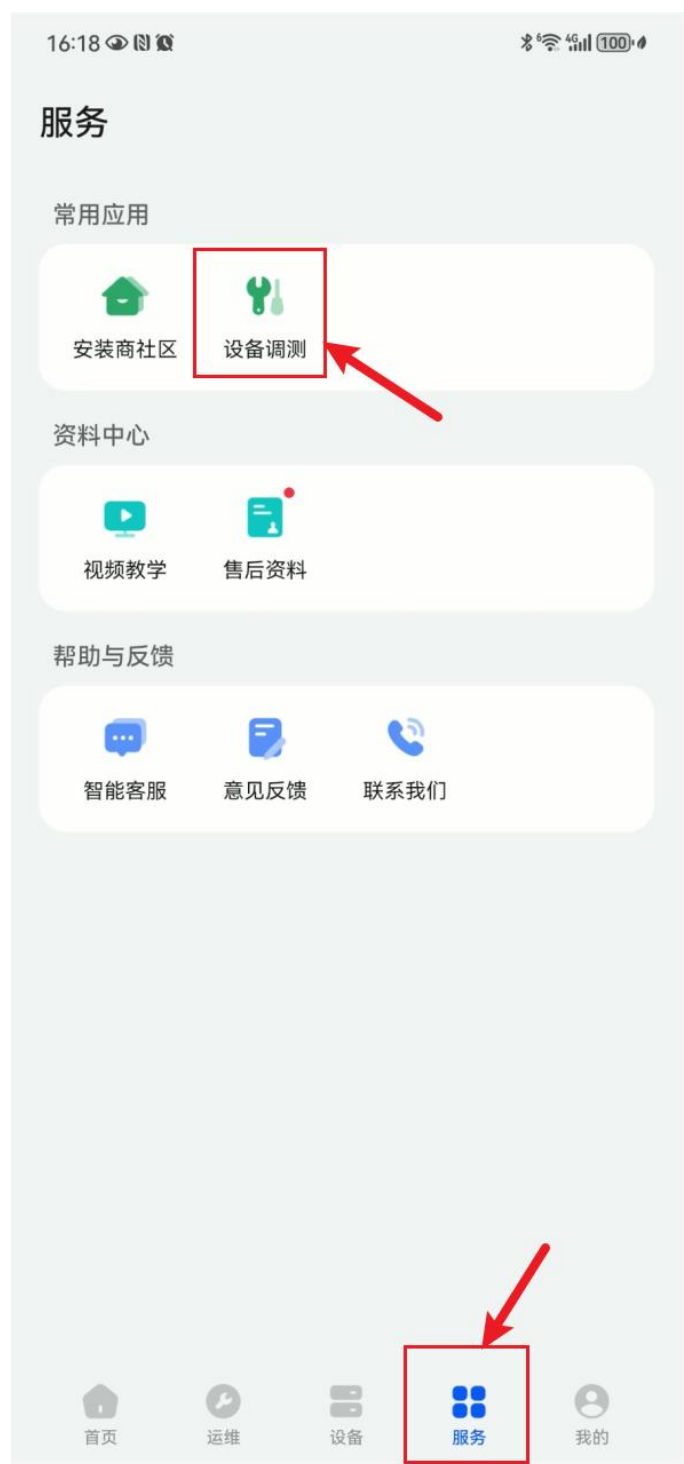 16:18
6 4G 100
服务
常用应用
安装商社区 设备调测
资料中心
视频教学 售后资料
帮助与反馈
智能客服 意见反馈 联系我们
首页 运维 设备 服务 我的